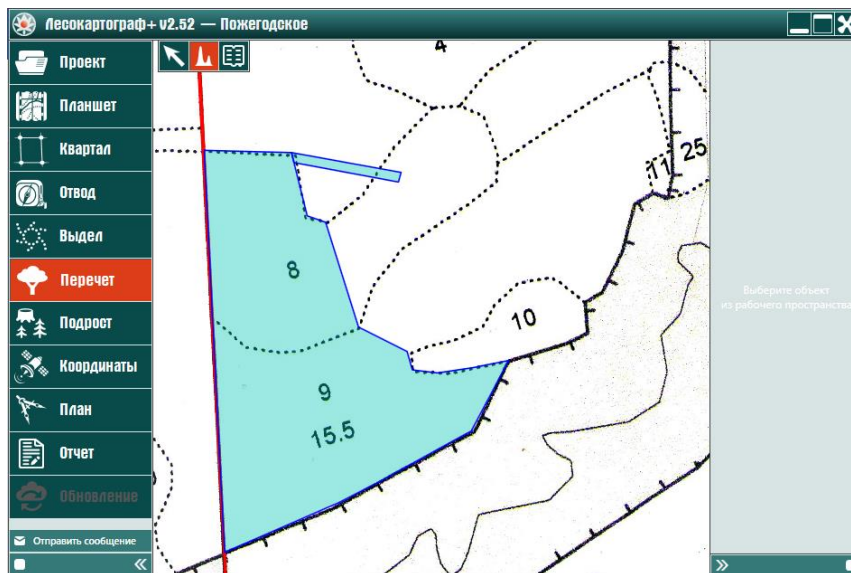 Лесокартограф+ v2.52 — Пожегодское
Проект
Планшет
Квартал
Отвод
Выдел
Перечет
Подрост
Координаты
План
Отчет
Обновление
Отправить сообщение
4
11
25
8
10
9
15.5
Выберите объект
из рабочего пространства